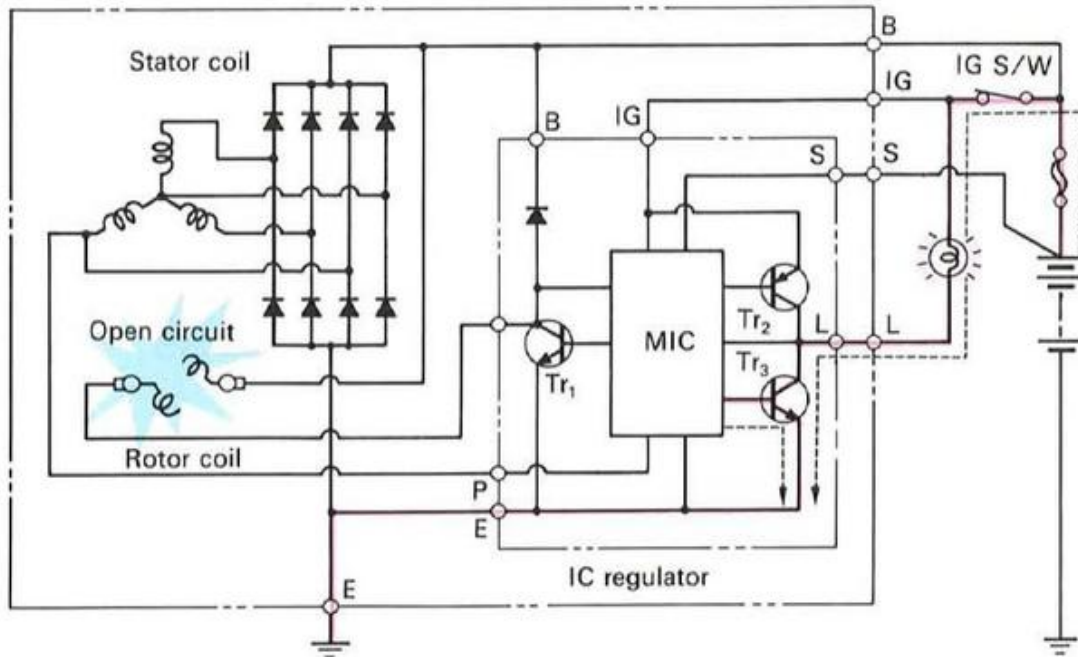 B
Stator coil
IG S/W
IG
B
IG
S
S
Open circuit
MIC
Tr2
L
L
Tr1
Tr3
Rotor coil
P
E
IC regulator
E